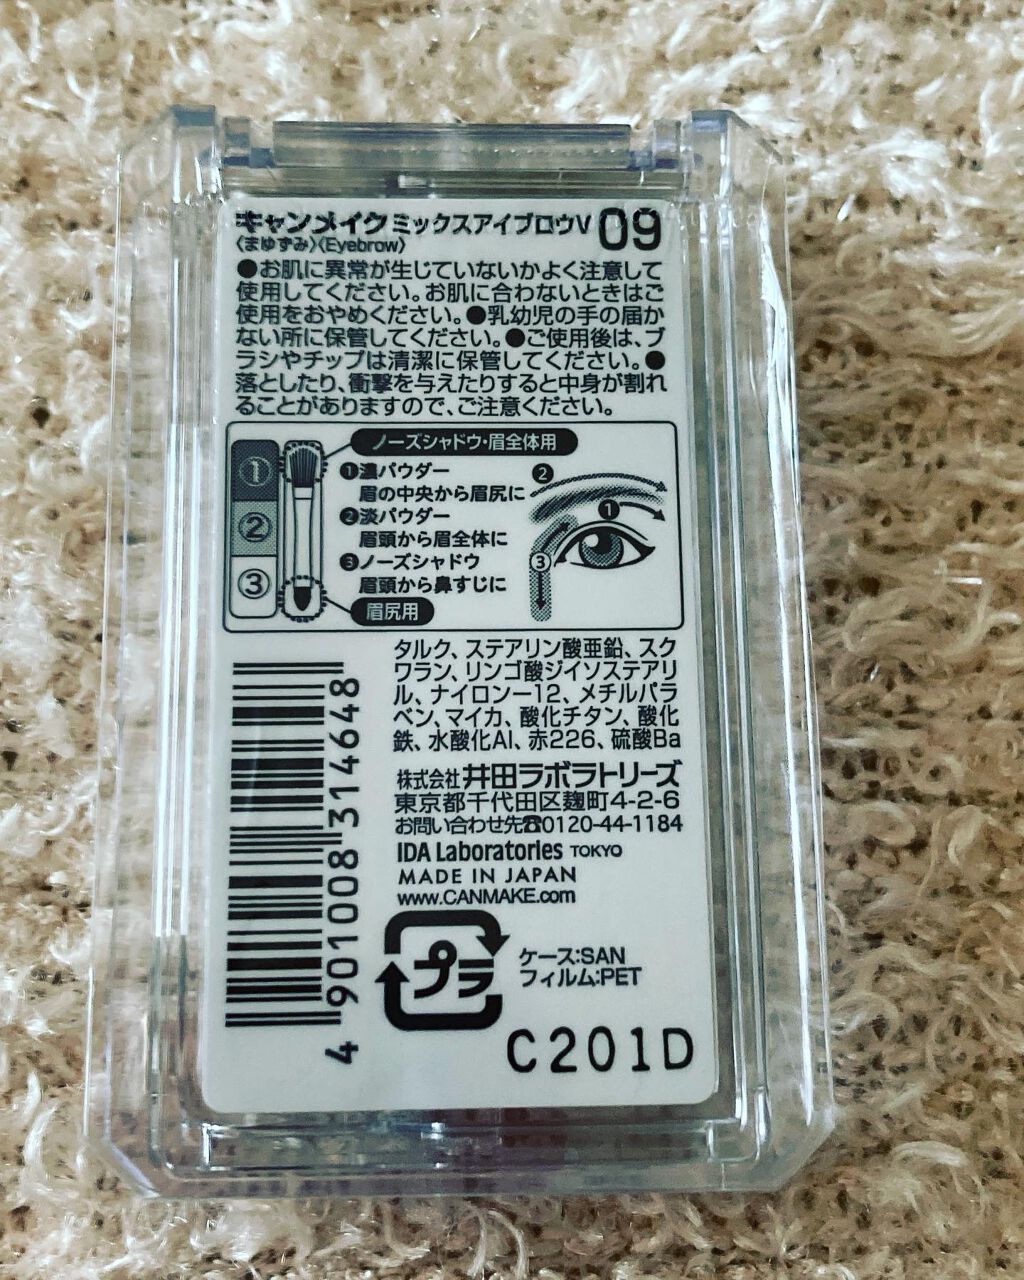 キャンメイク ミックスアイブロウV 09
〈まゆずみ〉〈Eyebrow〉
●お肌に異常が生じていないかよく注意して
使用してください。お肌に合わないときはご
使用をおやめください。●乳幼児の手の届か
ない所に保管してください。●ご使用後は、ブ
ラシやチップは清潔に保管してください。●
落としたり、衝撃を与えたりすると中身が割れ
ることがありますので、ご注意ください。
ノーズシャドウ・眉全体用
①
②
③
❶濃パウダー
眉の中央から眉尻に
❷淡パウダー
眉頭から眉全体に
❸ノーズシャドウ
眉頭から鼻すじに
眉尻用
❷
❶
③
タルク、ステアリン酸亜鉛、スク
ワラン、リンゴ酸ジイソステアリ
ル、ナイロン-12、メチルパラ
ベン、マイカ、酸化チタン、酸化
鉄、水酸化Al、赤226、硫酸Ba
株式会社 井田ラボラトリーズ
東京都千代田区麹町4-2-6
お問い合わせ先☎0120-44-1184
IDA Laboratories TOKYO
MADE IN JAPAN
www.CANMAKE.com
4 901008 314648
プラ
ケース:SAN
フィルム:PET
C201D